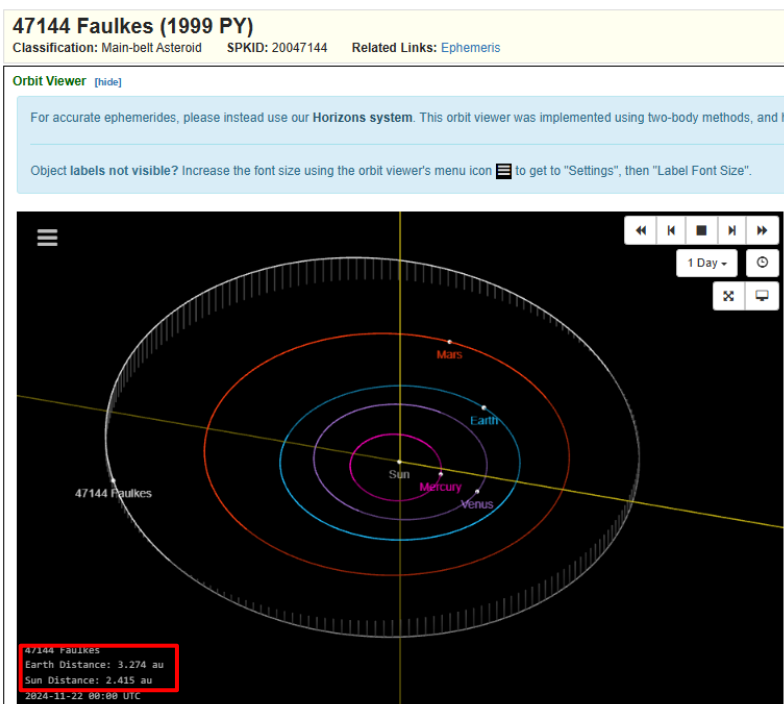 47144 Faulkes (1999 PY)
Classification: Main-belt Asteroid SPKID: 20047144 Related Links: Ephemeris
Orbit Viewer [hide]
For accurate ephemerides, please instead use our Horizons system. This orbit viewer was implemented using two-body methods, and
Object labels not visible? Increase the font size using the orbit viewer's menu icon to get to "Settings", then "Label Font Size".
1 Day
Mars
Earth
Sun
Mercury
47144 Faulkes
Venus
47144 Faulkes
Earth Distance: 3.274 au
Sun Distance: 2.415 au
2024-11-22 00:00 UTC